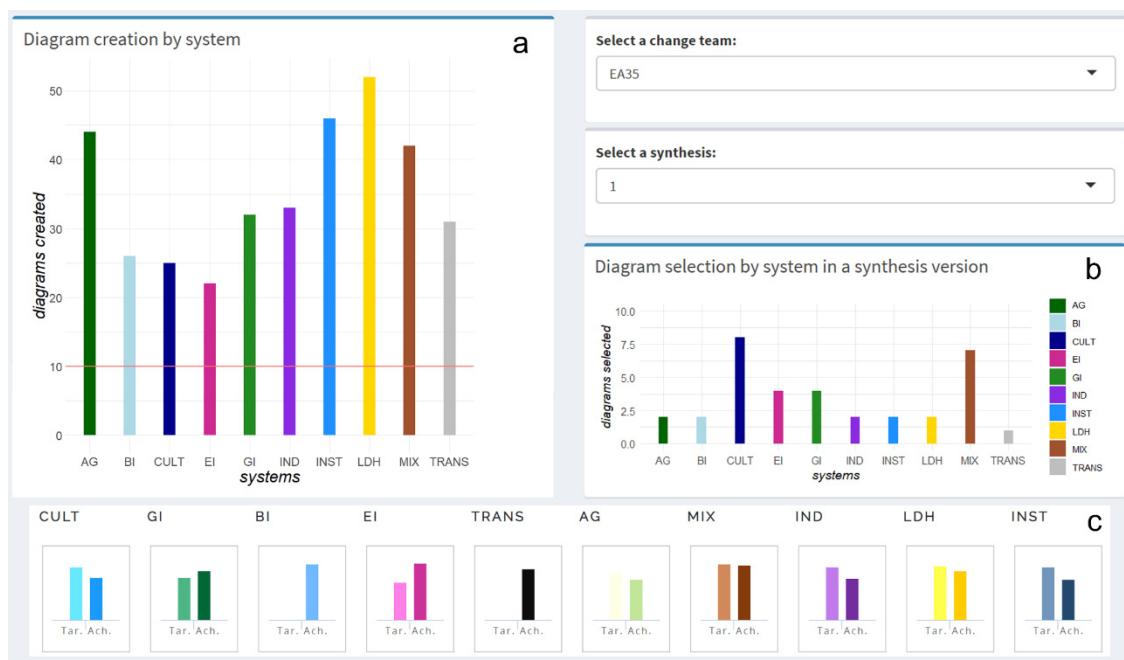 Diagram creation by system
a
diagrams created
50
40
30
20
10
0
AG BI CULT EI GI IND INST LDH MIX TRANS
systems
Select a change team:
EA35
Select a synthesis:
1
Diagram selection by system in a synthesis version
b
diagrams selected
10.0
7.5
5.0
2.5
0.0
AG BI CULT EI GI IND INST LDH MIX TRANS
systems
AG
BI
CULT
EI
GI
IND
INST
LDH
MIX
TRANS
CULT GI BI EI TRANS AG MIX IND LDH INST
c
Tar. Ach. Tar. Ach. Tar. Ach. Tar. Ach. Tar. Ach. Tar. Ach. Tar. Ach. Tar. Ach. Tar. Ach. Tar. Ach.